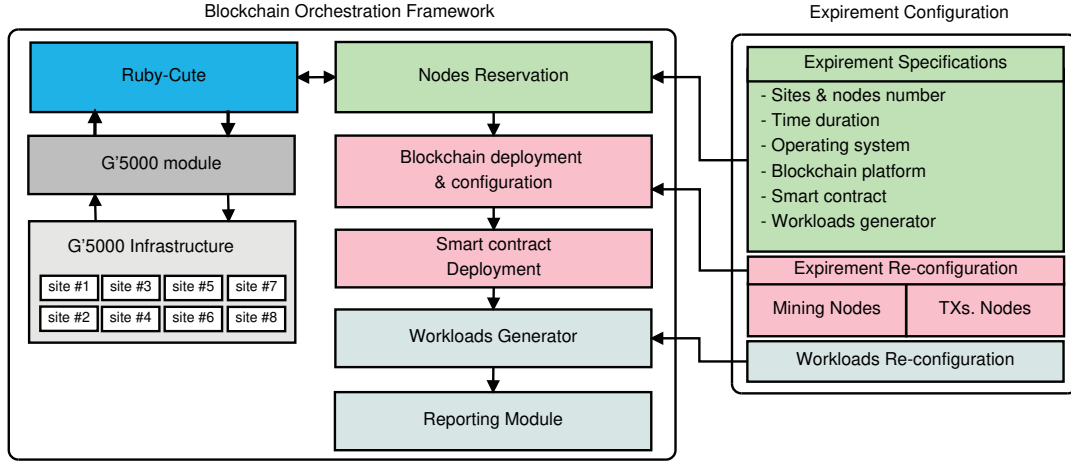 Blockchain Orchestration Framework
Ruby-Cute
G'5000 module
G'5000 Infrastructure
site #1 site #3 site #5 site #7
site #2 site #4 site #6 site #8
Nodes Reservation
Blockchain deployment
& configuration
Smart contract
Deployment
Workloads Generator
Reporting Module
Expirement Configuration
Expirement Specifications
- Sites & nodes number
- Time duration
- Operating system
- Blockchain platform
- Smart contract
- Workloads generator
Expirement Re-configuration
Mining Nodes TXs. Nodes
Workloads Re-configuration